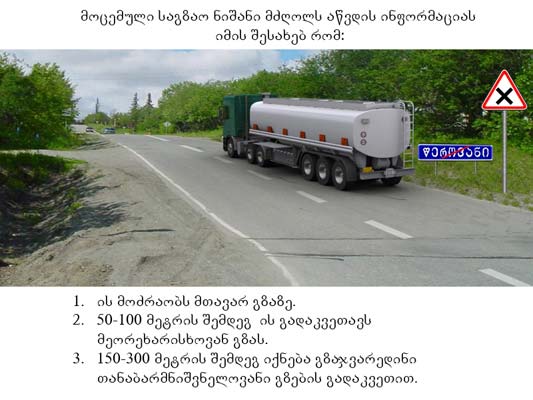 მოცემული საგზაო ნიშანი მძღოლს აწვდის ინფორმაციას
იმის შესახებ რომ:
წეროვანი
1. ის მოძრაობს მთავარ გზაზე.
2. 50-100 მეტრის შემდეგ ის გადაკვეთავს
მეორეხარისხოვან გზას.
3. 150-300 მეტრის შემდეგ იქნება გზაჯვარედინი
თანაბარმნიშვნელოვანი გზების გადაკვეთით.